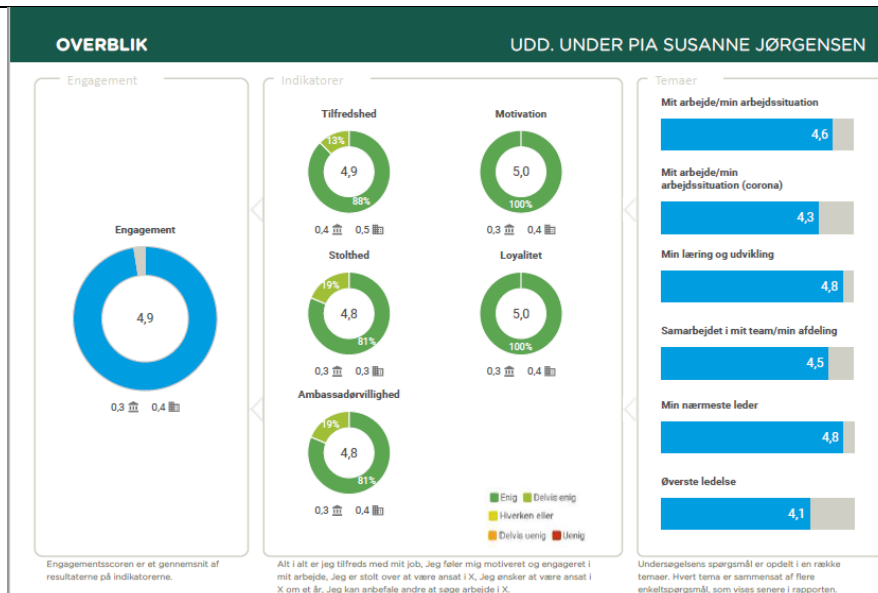 OVERBLIK
UDD. UNDER PIA SUSANNE JØRGENSEN
Engagement
Engagement
4,9
0,3 0,4
Engagementsscoren er et gennemsnit af
resultaterne på indikatorerne.
Indikatorer
Tilfredshed
13%
4,9
88%
0,4 0,5
Motivation
5,0
100%
0,3 0,4
Stolthed
19%
4,8
81%
0,3 0,3
Loyalitet
5,0
100%
0,3 0,4
Ambassadørvillighed
19%
4,8
81%
0,3 0,4
Enig Delvis enig
Hverken eller
Delvis uenig Uenig
Alt i alt er jeg tilfreds med mit job, Jeg føler mig motiveret og engageret i
mit arbejde, Jeg er stolt over at være ansat i X, Jeg ønsker at være ansat i
X om et år, Jeg kan anbefale andre at søge arbejde i X.
Temaer
Mit arbejde/min arbejdssituation
4,6
Mit arbejde/min
arbejdssituation (corona)
4,3
Min læring og udvikling
4,8
Samarbejdet i mit team/min afdeling
4,5
Min nærmeste leder
4,8
Øverste ledelse
4,1
Undersøgelsens spørgsmål er opdelt i en række
temaer. Hvert tema er sammensat af flere
enkeltspørgsmål, som vises senere i rapporten.